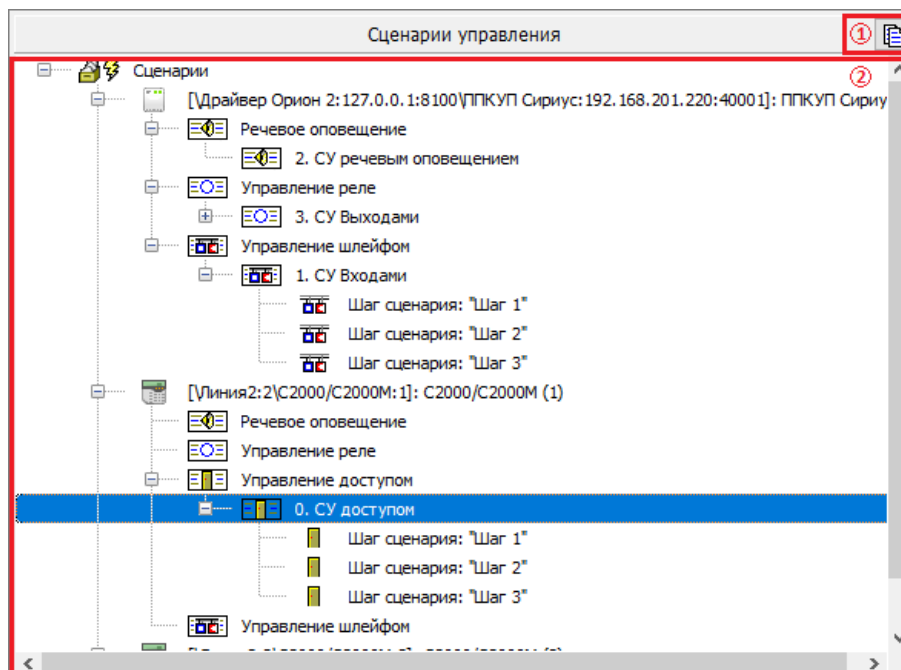 Сценарии управления
①
②
Сценарии
[\Драйвер Орион 2:127.0.0.1:8100\ППКУП Сириус:192.168.201.220:40001]: ППКУП Сириу
Речевое оповещение
2. СУ речевым оповещением
Управление реле
3. СУ Выходами
Управление шлейфом
1. СУ Входами
Шаг сценария: "Шаг 1"
Шаг сценария: "Шаг 2"
Шаг сценария: "Шаг 3"
[\Линия2:2\С2000/С2000М:1]: С2000/С2000М (1)
Речевое оповещение
Управление реле
Управление доступом
0. СУ доступом
Шаг сценария: "Шаг 1"
Шаг сценария: "Шаг 2"
Шаг сценария: "Шаг 3"
Управление шлейфом